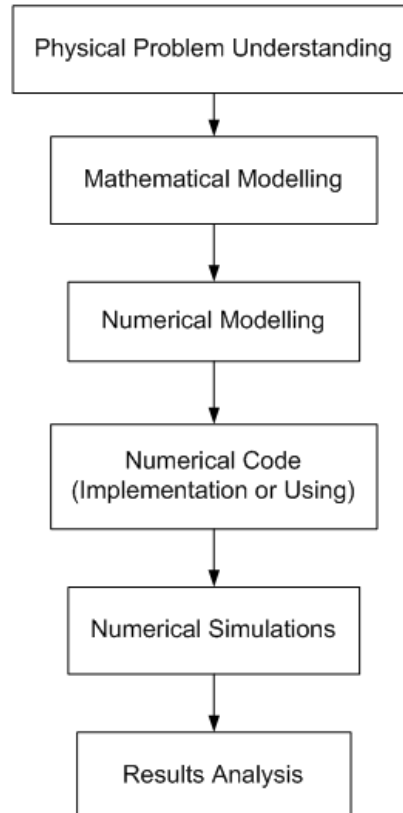 Physical Problem Understanding
Mathematical Modelling
Numerical Modelling
Numerical Code
(Implementation or Using)
Numerical Simulations
Results Analysis